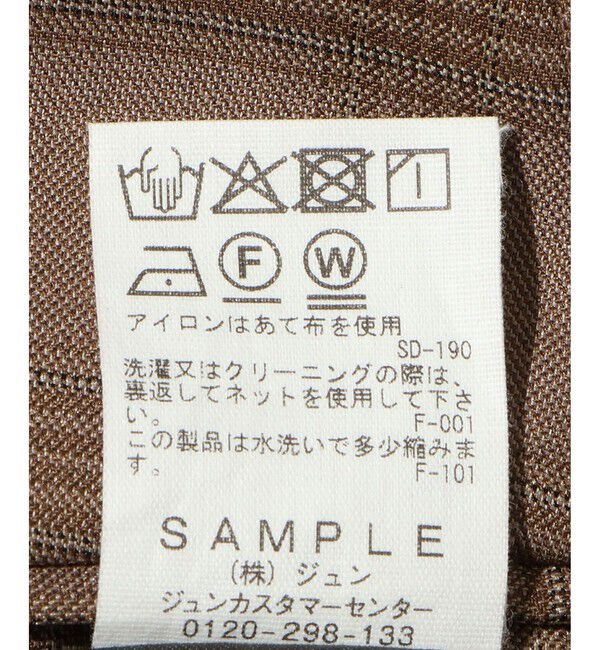 F W
アイロンはあて布を使用
SD-190
洗濯又はクリーニングの際は、
裏返してネットを使用して下さ
い。 F-001
この製品は水洗いで多少縮みま
す。 F-101
SAMPLE
(株) ジュン
ジュンカスタマーセンター
0120-298-133